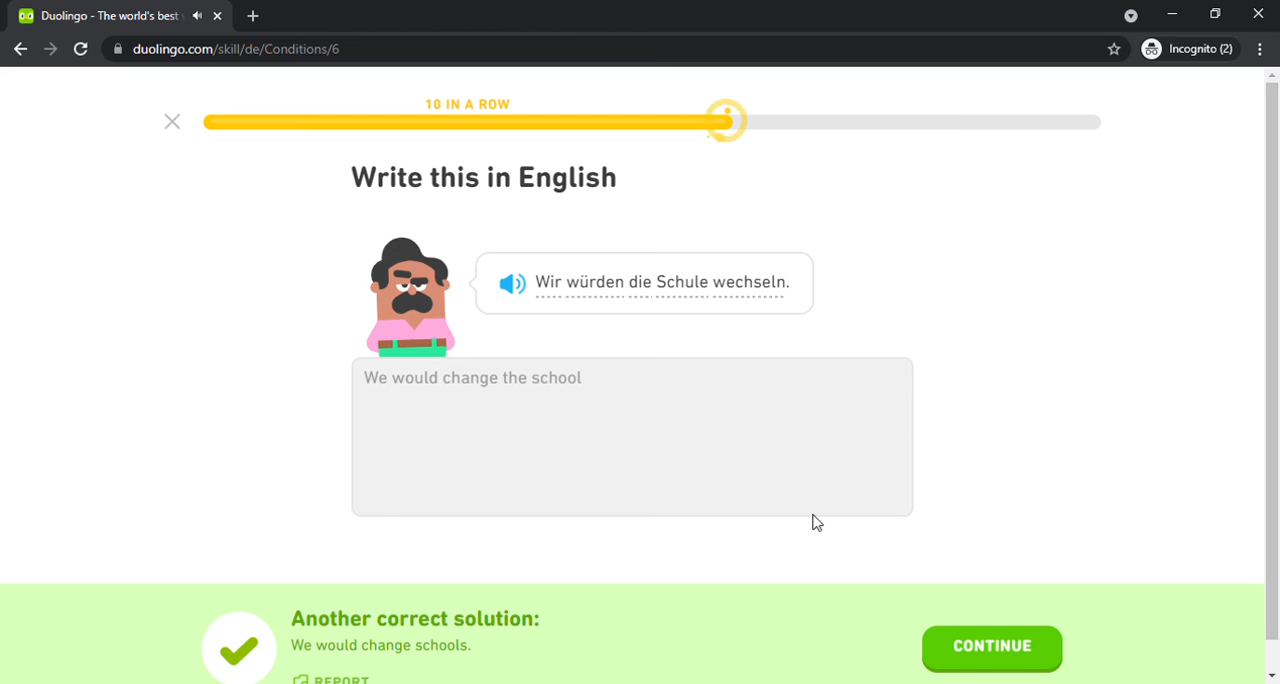 Duolingo - The world's best
duolingo.com/skill/de/Conditions/6
Incognito (2)
10 IN A ROW
Write this in English
Wir würden die Schule wechseln.
We would change the school
Another correct solution:
We would change schools.
CONTINUE
REPORT